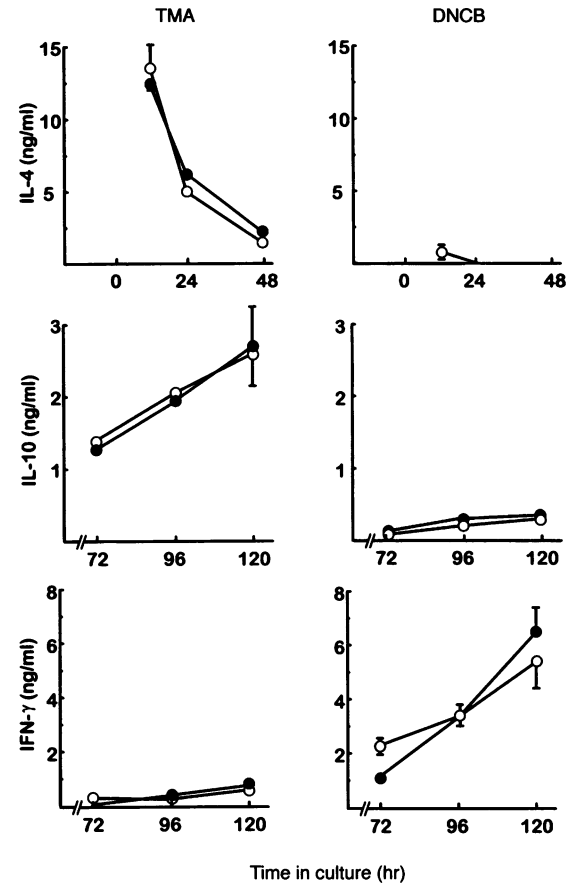 TMA DNCB
15 15
10 10
5 5
IL-4 (ng/ml)
0 24 48 0 24 48
3 3
2 2
1 1
IL-10 (ng/ml)
72 96 120 72 96 120
8 8
6 6
4 4
2 2
IFN-γ (ng/ml)
72 96 120 72 96 120
Time in culture (hr)